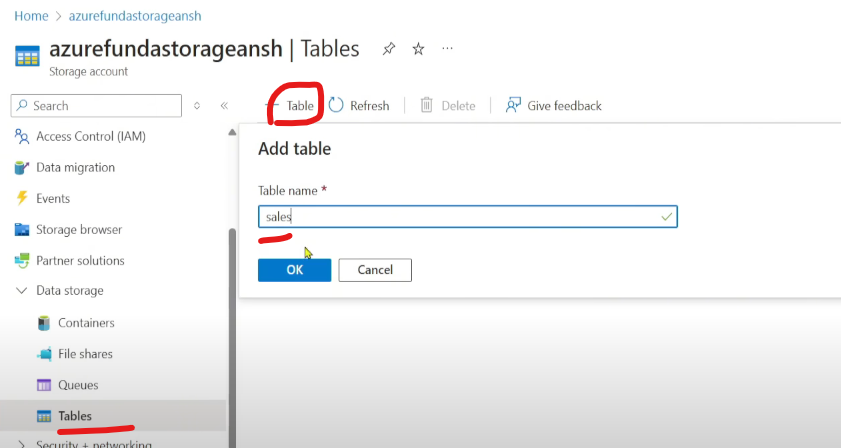 Home > azurefundastorageansh
azurefundastorageansh | Tables ...
Storage account
Search
Table Refresh Delete Give feedback
Access Control (IAM)
Data migration
Events
Storage browser
Partner solutions
Data storage
Containers
File shares
Queues
Tables
Security + networking
Add table
Table name *
sales
OK Cancel